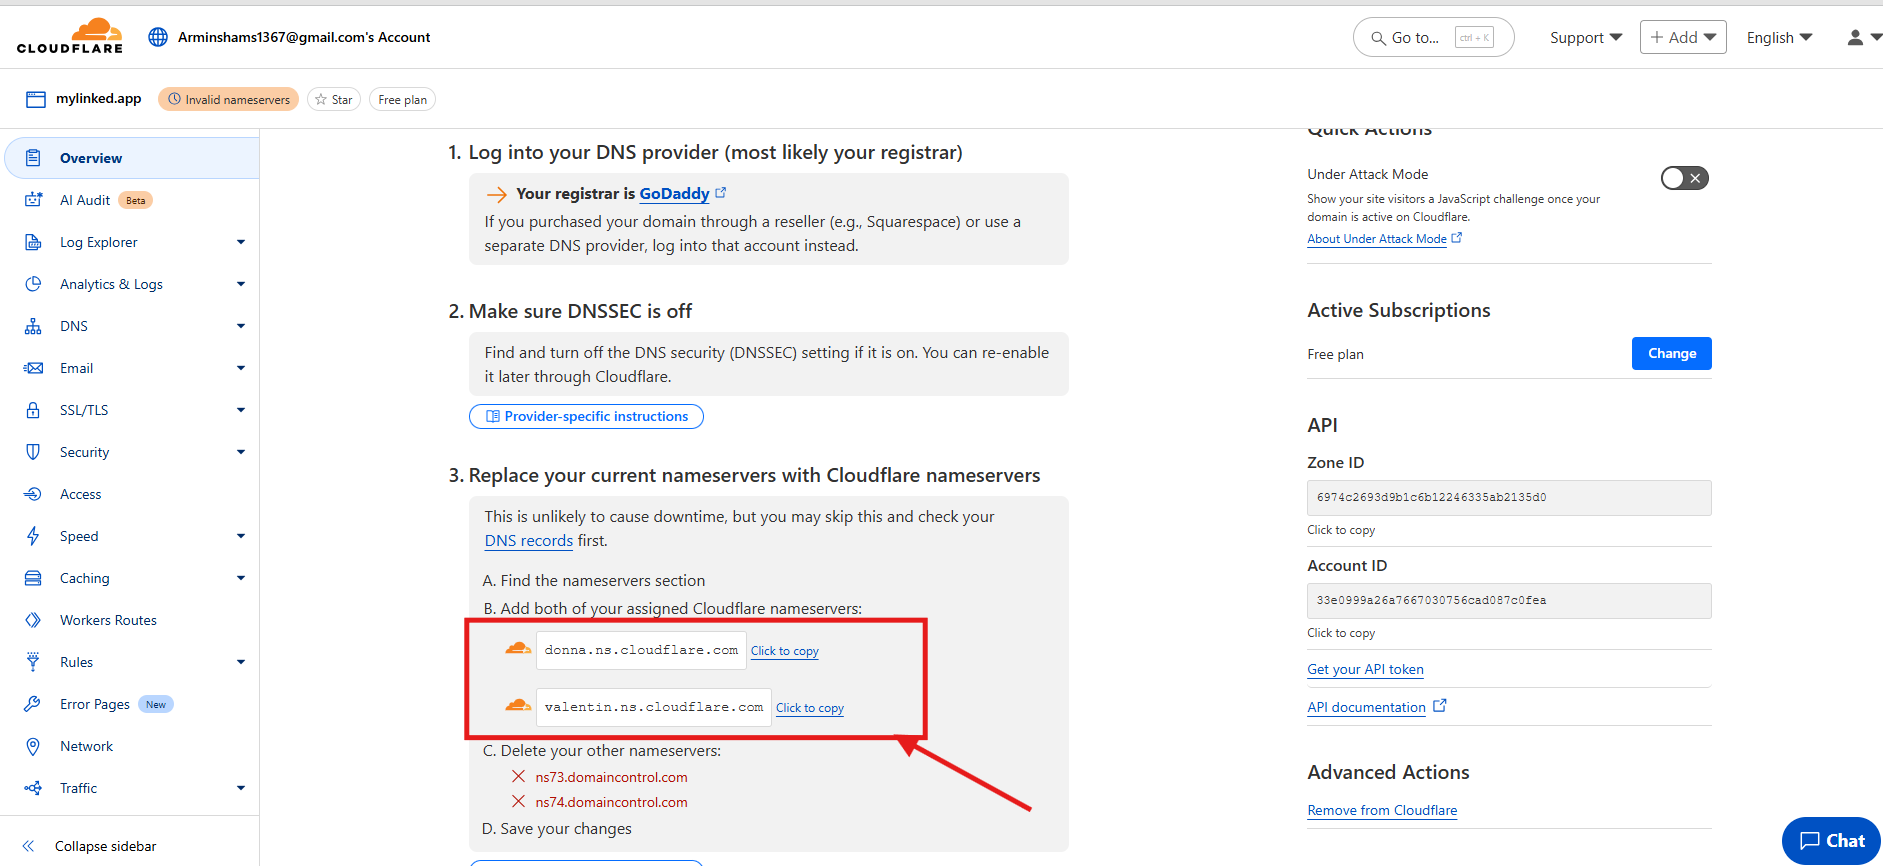 CLOUDFLARE
Arminshams1367@gmail.com's Account
Go to...
ctrl + K
Support
+ Add
English
mylinked.app
Invalid nameservers
Star
Free plan
Overview
AI Audit
Beta
Log Explorer
Analytics & Logs
DNS
Email
SSL/TLS
Security
Access
Speed
Caching
Workers Routes
Rules
Error Pages
New
Network
Traffic
Collapse sidebar
1. Log into your DNS provider (most likely your registrar)
Your registrar is GoDaddy
If you purchased your domain through a reseller (e.g., Squarespace) or use a
separate DNS provider, log into that account instead.
2. Make sure DNSSEC is off
Find and turn off the DNS security (DNSSEC) setting if it is on. You can re-enable
it later through Cloudflare.
Provider-specific instructions
3. Replace your current nameservers with Cloudflare nameservers
This is unlikely to cause downtime, but you may skip this and check your
DNS records first.
A. Find the nameservers section
B. Add both of your assigned Cloudflare nameservers:
donna.ns.cloudflare.com
Click to copy
valentin.ns.cloudflare.com
Click to copy
C. Delete your other nameservers:
ns73.domaincontrol.com
ns74.domaincontrol.com
D. Save your changes
Quick Actions
Under Attack Mode
Show your site visitors a JavaScript challenge once your
domain is active on Cloudflare.
About Under Attack Mode
Active Subscriptions
Free plan
Change
API
Zone ID
6974c2693d9b1c6b12246335ab2135d0
Click to copy
Account ID
33e0999a26a7667030756cad087c0fea
Click to copy
Get your API token
API documentation
Advanced Actions
Remove from Cloudflare
Chat